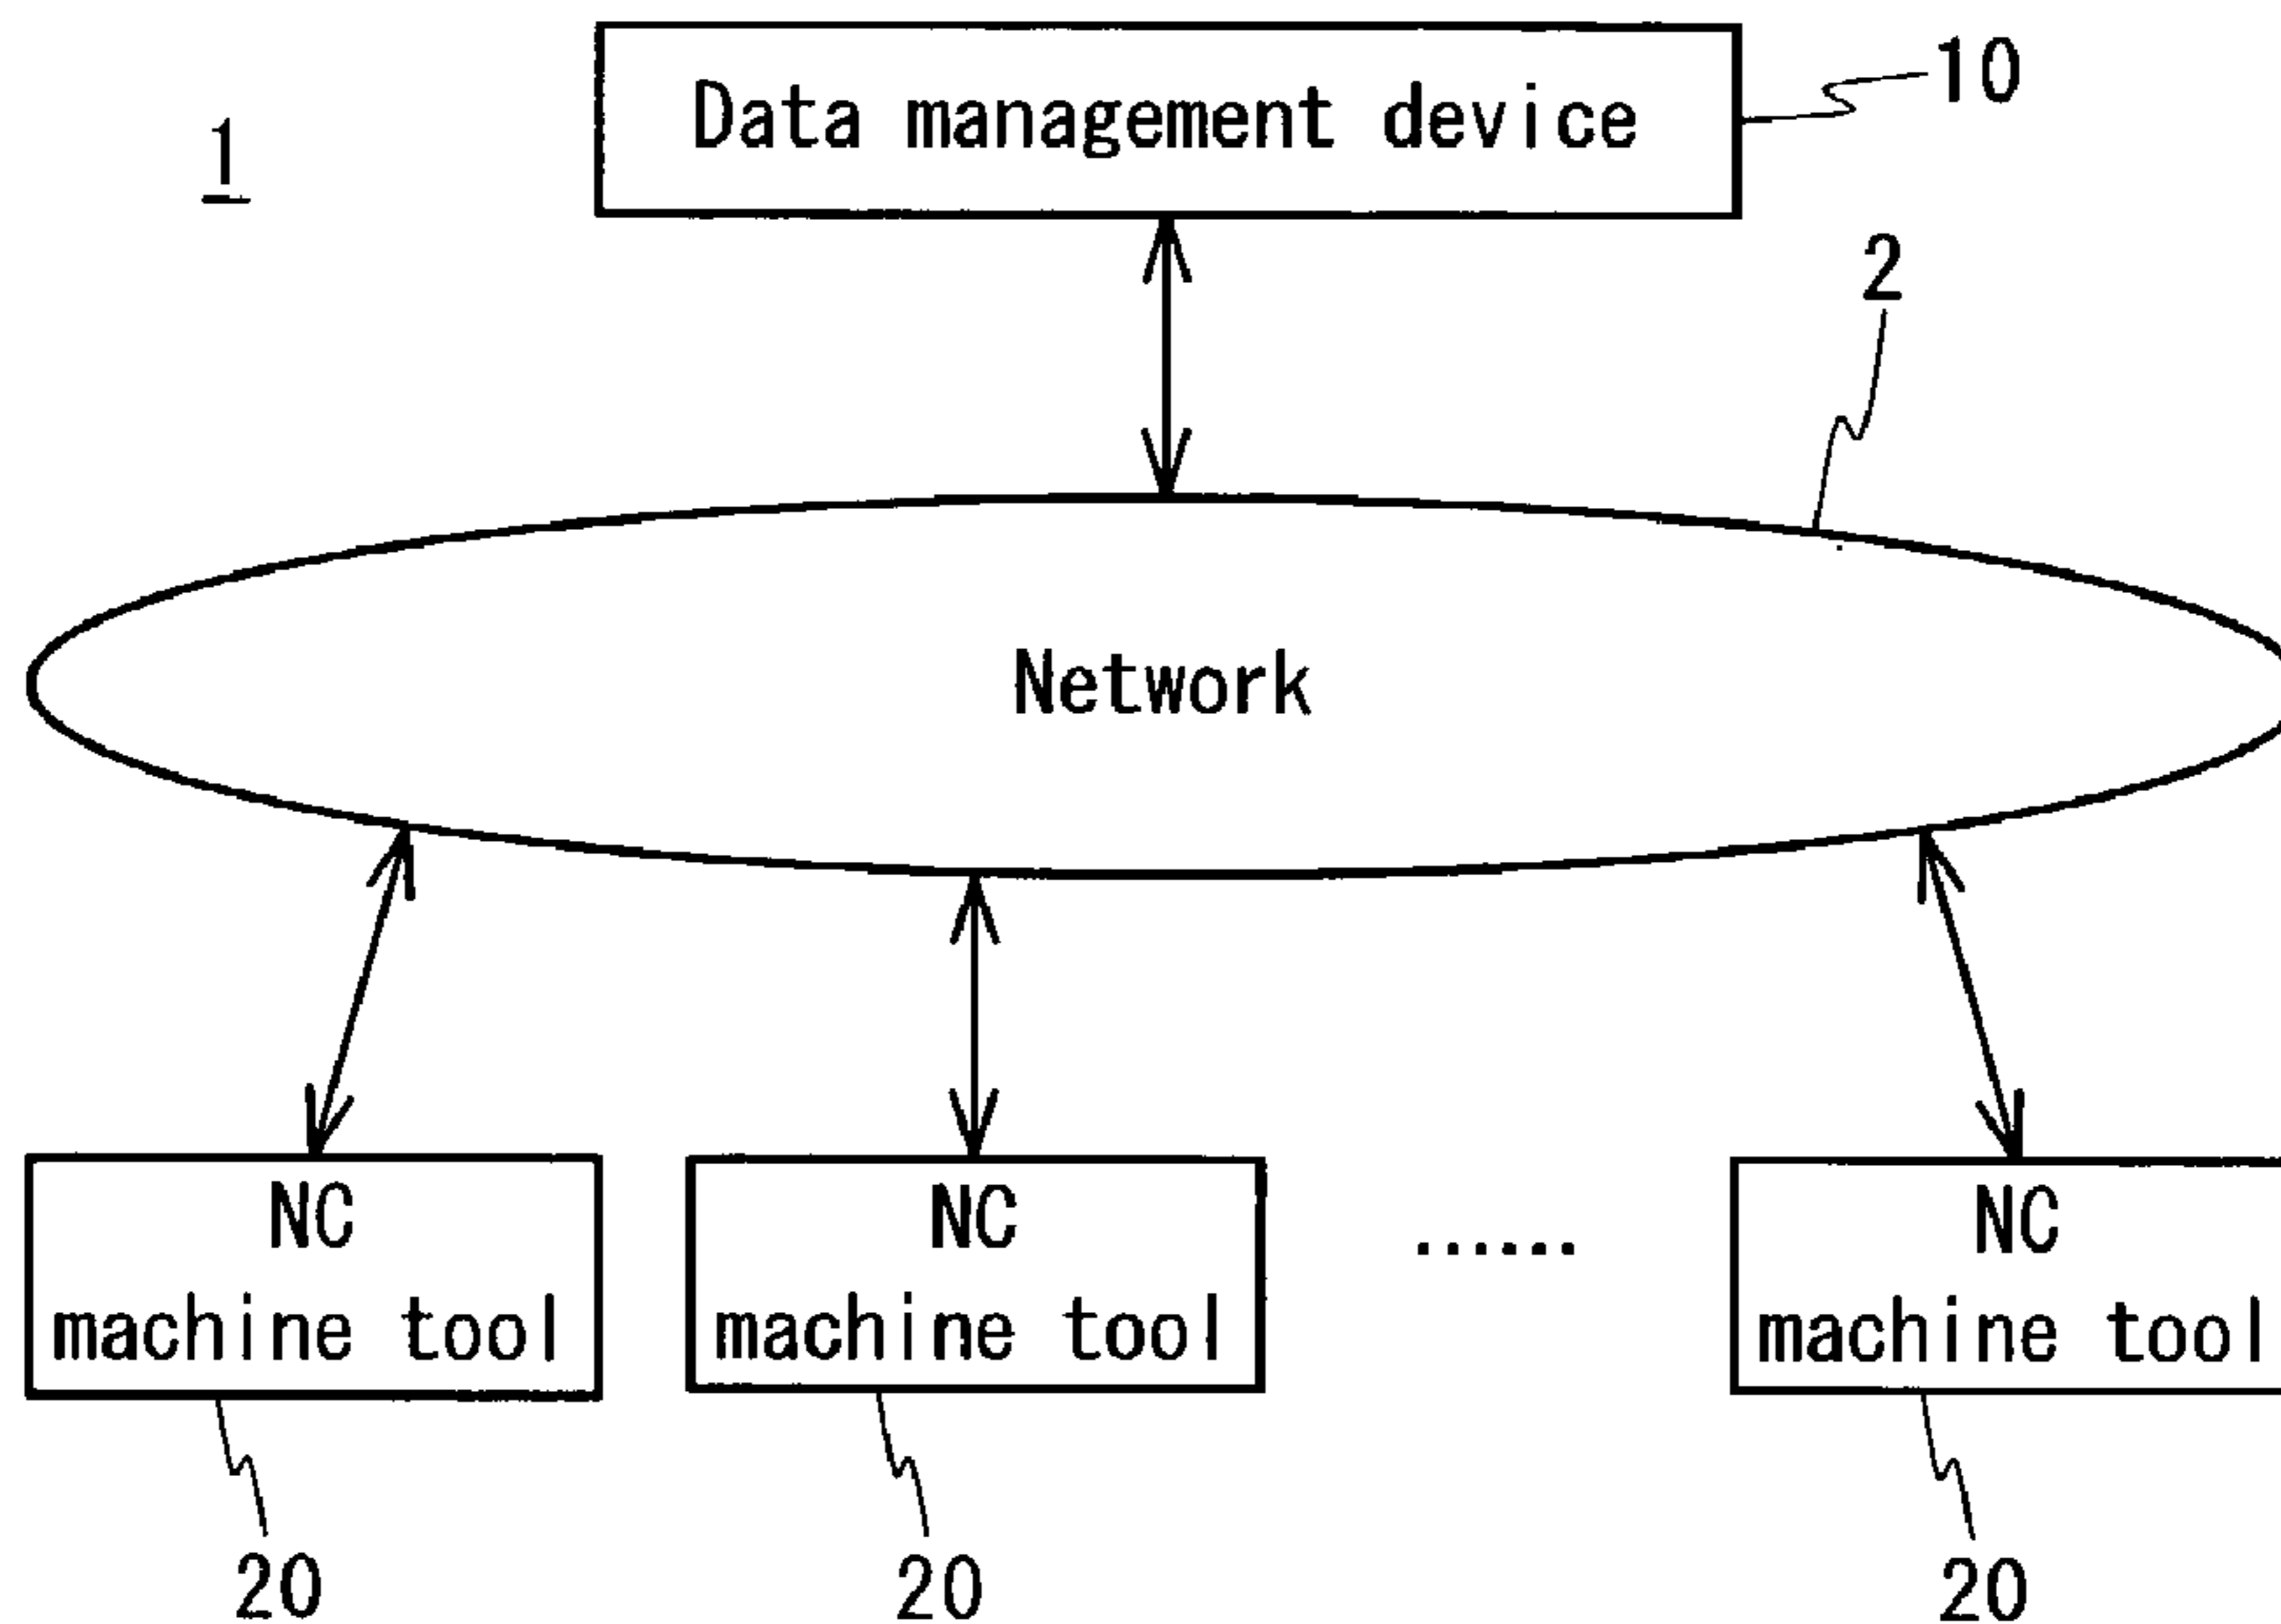 10
Data management device
1
2
Network
NC
machine tool
NC
machine tool
......
NC
machine tool
20
20
20